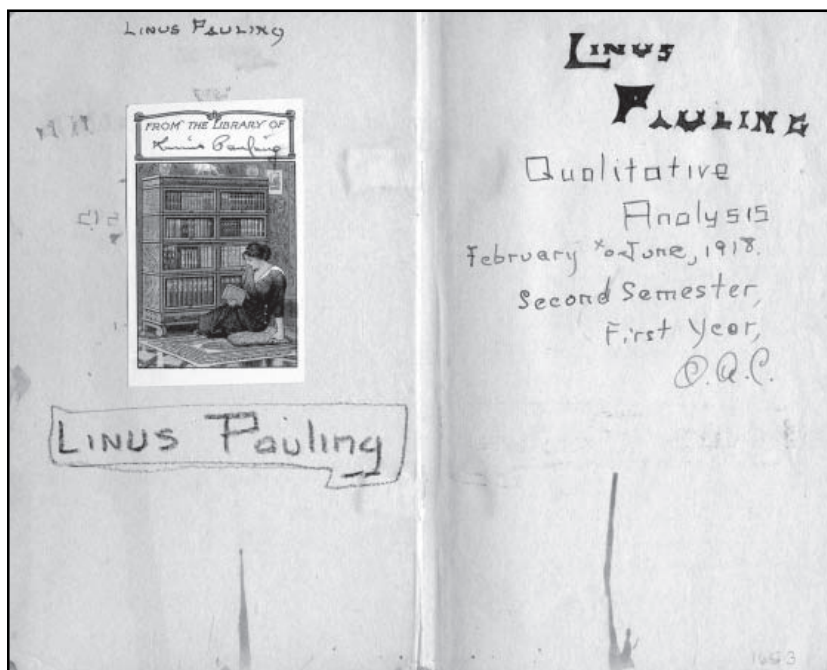 LINUS PAULING
FROM THE LIBRARY OF
Linus Pauling
LINUS Pauling
LINUS
PAULING
Qualitative
Analysis
February to June, 1918.
Second Semester,
First Year,
O.A.C.
1653